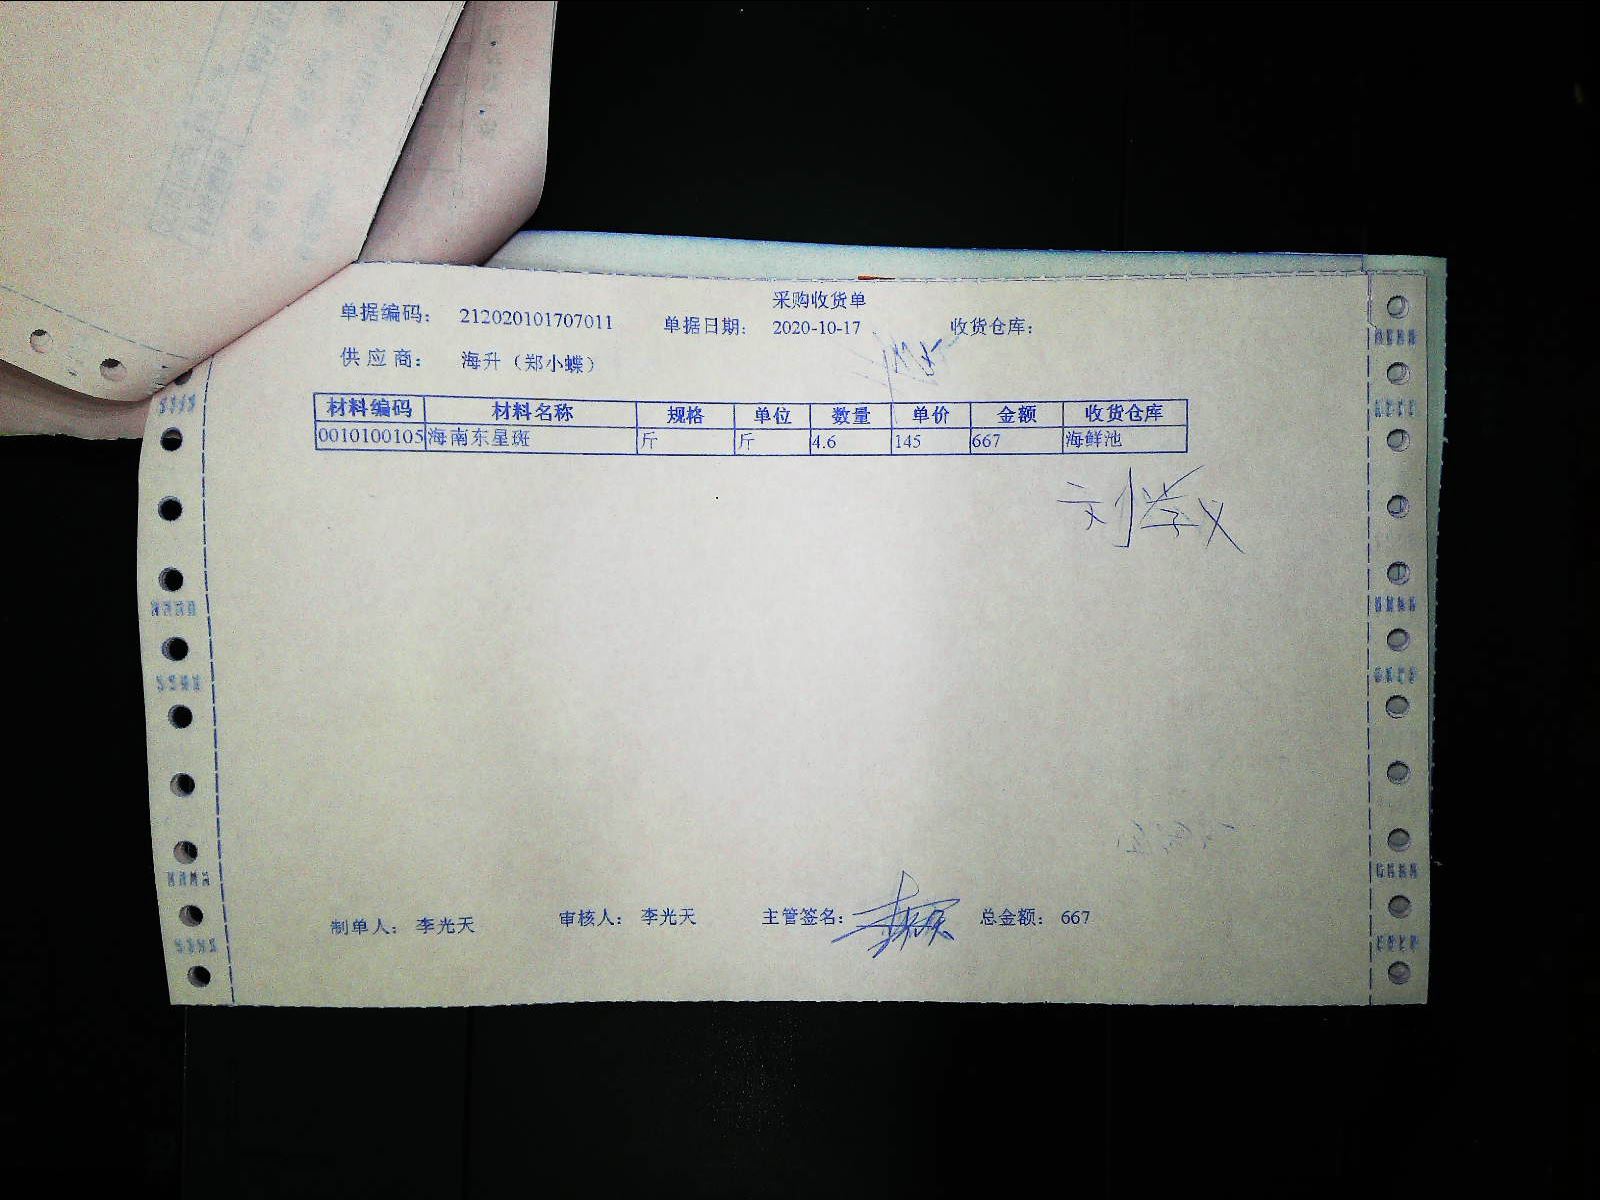 采购收货单
单据编码： 212020101707011 单据日期： 2020-10-17 收货仓库：
供应商： 海升（郑小蝶）
材料编码 材料名称 规格 单位 数量 单价 金额 收货仓库
0010100105 海南东星斑 斤 斤 4.6 145 667 海鲜池
刘学义
制单人： 李光天 审核人： 李光天 主管签名： 总金额： 667